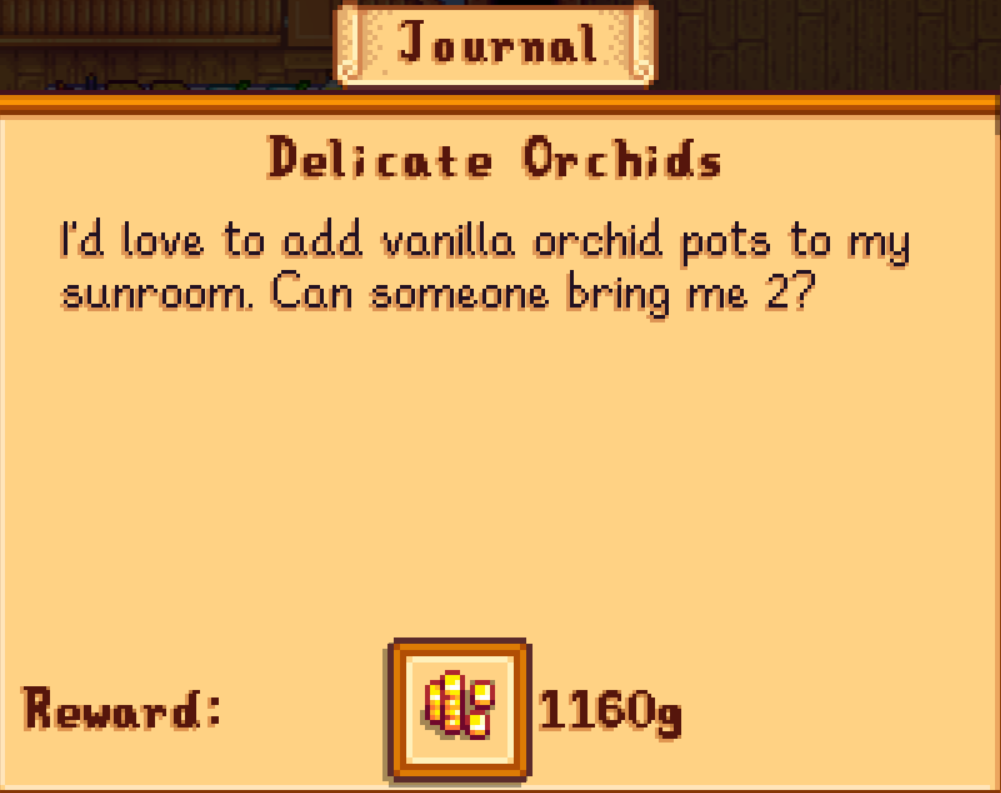 Journal
Delicate Orchids
I'd love to add vanilla orchid pots to my
sunroom. Can someone bring me 2?
Reward: 1160g